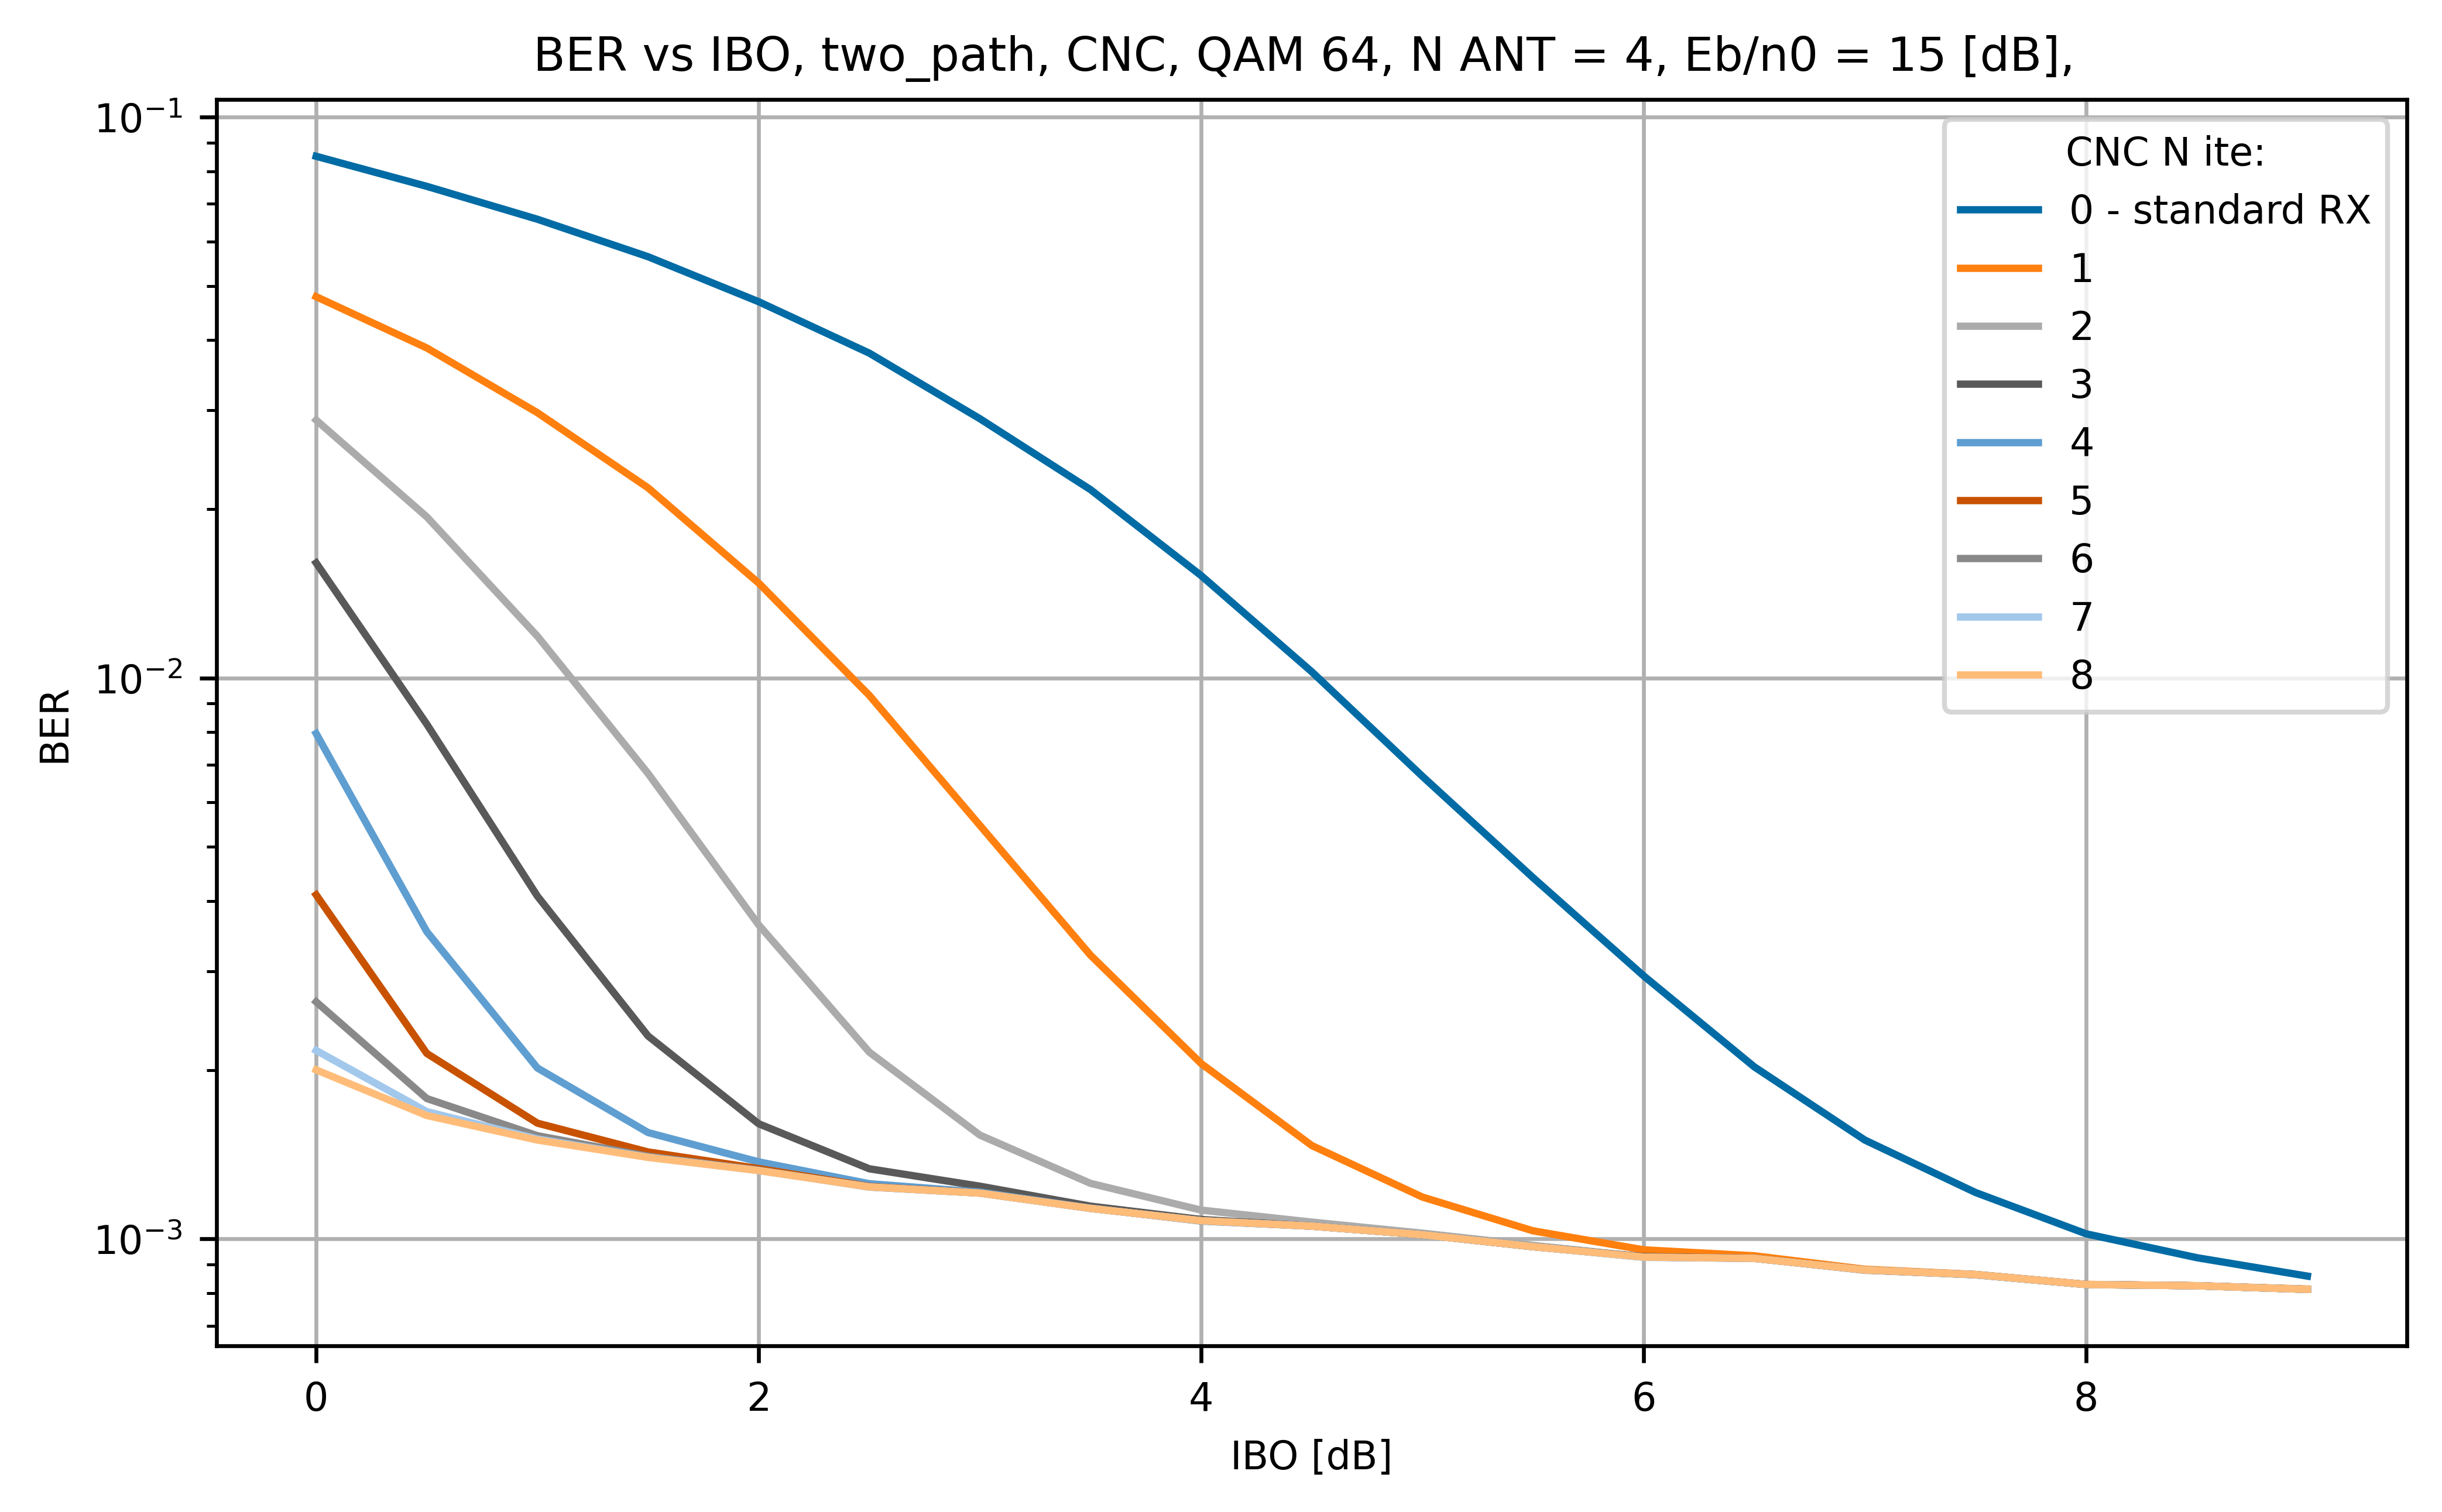 BER vs IBO, two_path, CNC, QAM 64, N ANT = 4, Eb/n0 = 15 [dB],
10⁻¹
10⁻²
10⁻³
BER
CNC N ite:
0 - standard RX
1
2
3
4
5
6
7
8
0 2 4 6 8
IBO [dB]